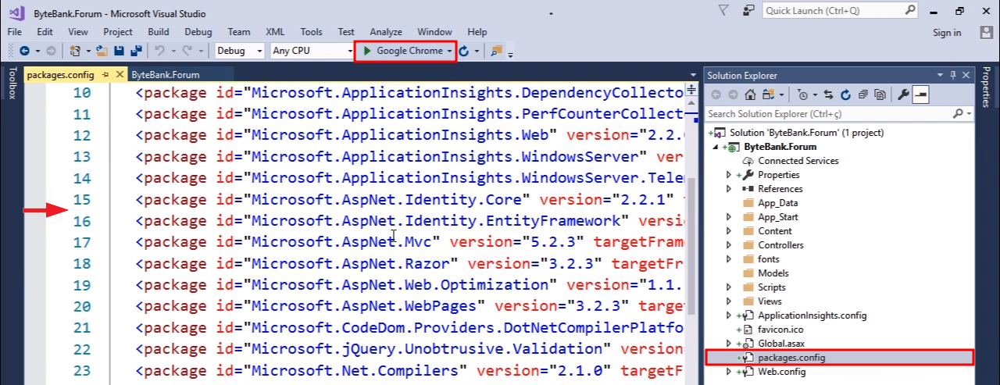 ByteBank.Forum - Microsoft Visual Studio
Quick Launch (Ctrl+Q)
File Edit View Project Build Debug Team XML Tools Test Analyze Window Help
Sign in
Debug Any CPU Google Chrome
Toolbox
packages.config ByteBank.Forum
10 <package id="Microsoft.ApplicationInsights.DependencyCollecto
11 <package id="Microsoft.ApplicationInsights.PerfCounterCollect
12 <package id="Microsoft.ApplicationInsights.Web" version="2.2.
13 <package id="Microsoft.ApplicationInsights.WindowsServer" ver
14 <package id="Microsoft.ApplicationInsights.WindowsServer.Tele
15 <package id="Microsoft.AspNet.Identity.Core" version="2.2.1" t
16 <package id="Microsoft.AspNet.Identity.EntityFramework" versi
17 <package id="Microsoft.AspNet.Mvc" version="5.2.3" targetFram
18 <package id="Microsoft.AspNet.Razor" version="3.2.3" targetFr
19 <package id="Microsoft.AspNet.Web.Optimization" version="1.1.
20 <package id="Microsoft.AspNet.WebPages" version="3.2.3" target
21 <package id="Microsoft.CodeDom.Providers.DotNetCompilerPlatfo
22 <package id="Microsoft.jQuery.Unobtrusive.Validation" version
23 <package id="Microsoft.Net.Compilers" version="2.1.0" targetF
Solution Explorer
Search Solution Explorer (Ctrl+ç)
Solution 'ByteBank.Forum' (1 project)
ByteBank.Forum
Connected Services
Properties
References
App_Data
App_Start
Content
Controllers
fonts
Models
Scripts
Views
ApplicationInsights.config
favicon.ico
Global.asax
packages.config
Web.config
Properties